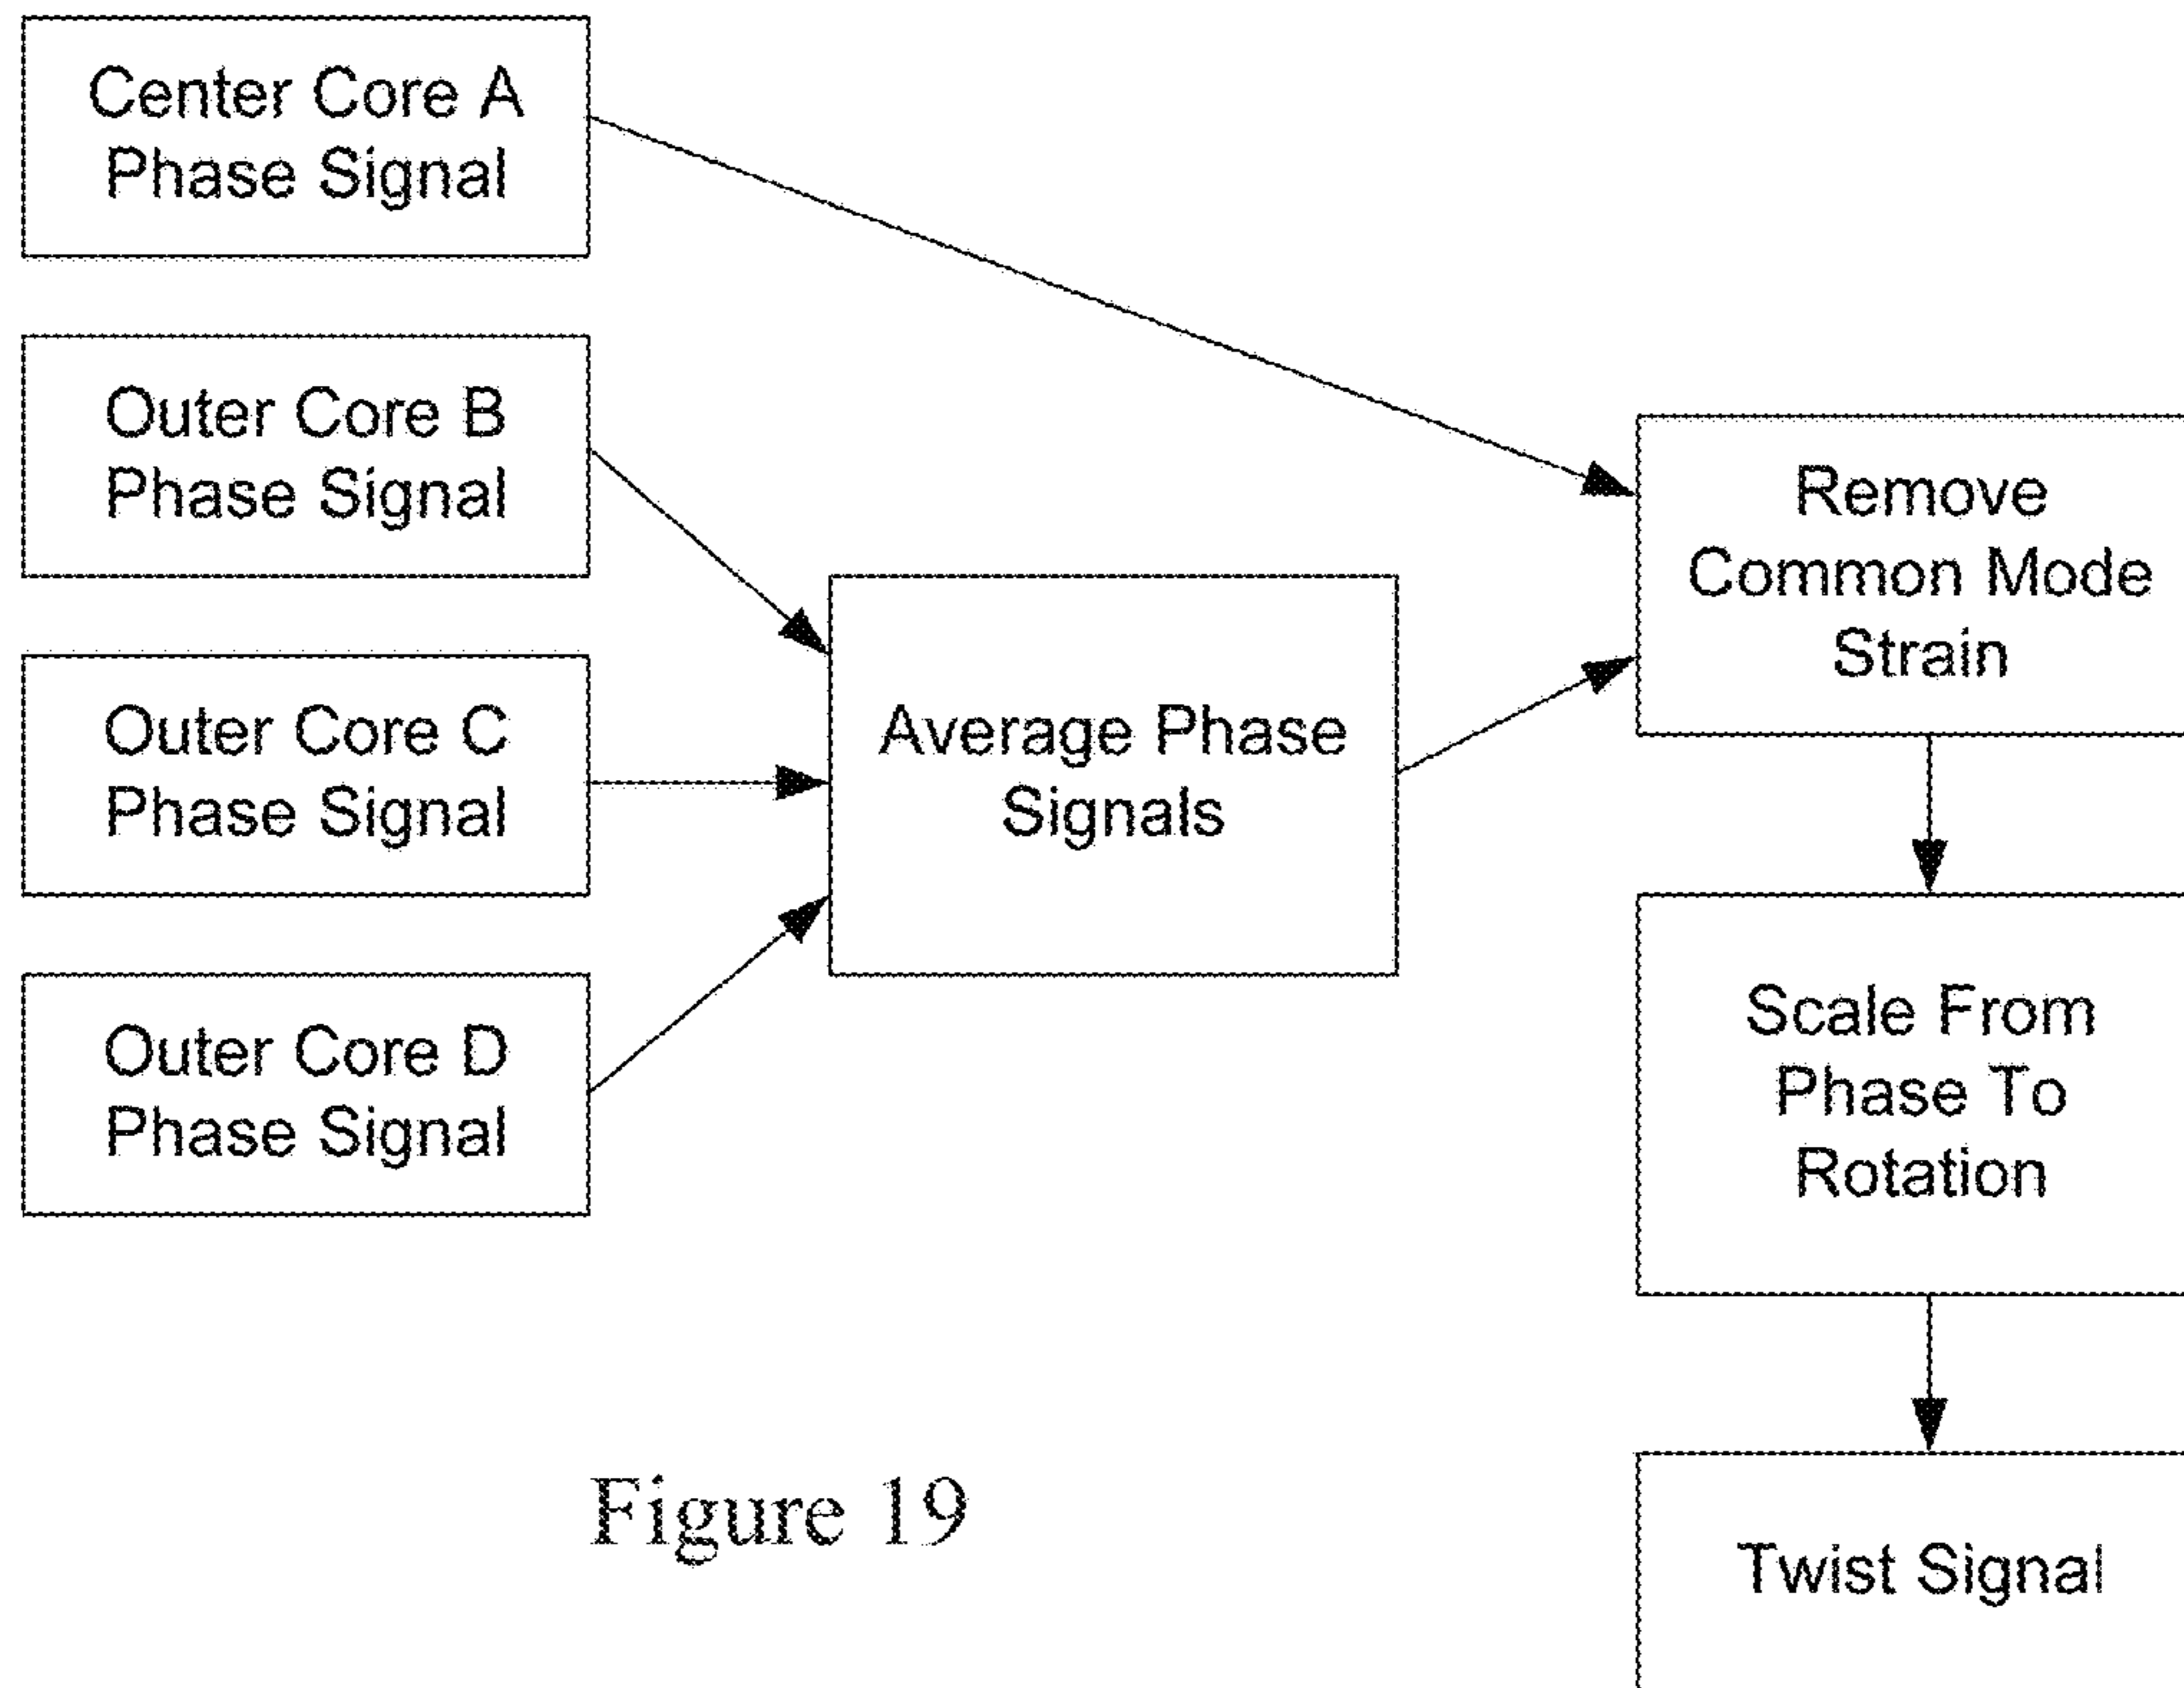 Center Core A
Phase Signal
Outer Core B
Phase Signal
Outer Core C
Phase Signal
Outer Core D
Phase Signal
Average Phase
Signals
Remove
Common Mode
Strain
Scale From
Phase To
Rotation
Twist Signal
Figure 19